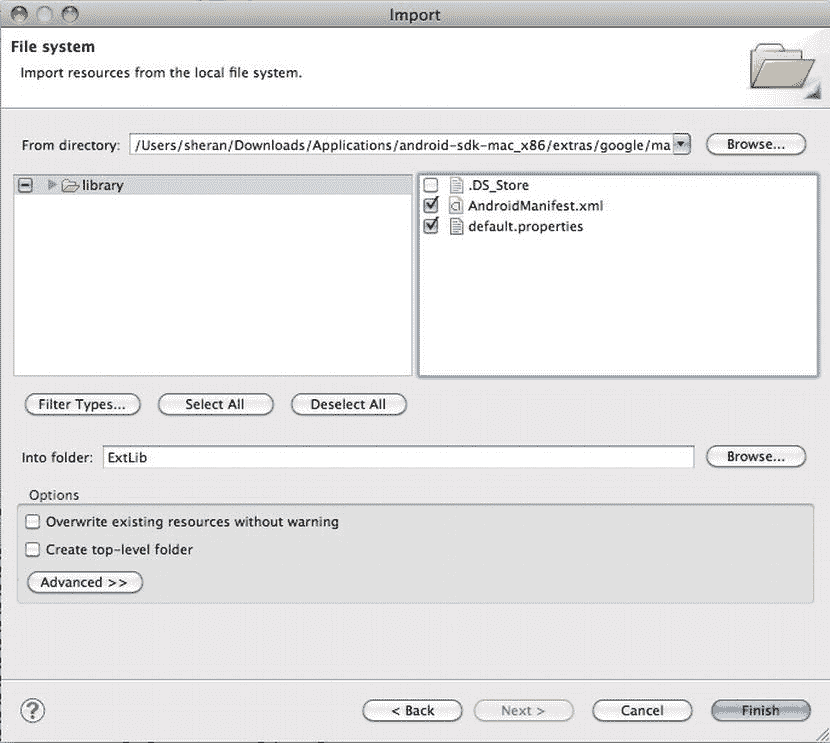 Import
File system
Import resources from the local file system.
From directory: /Users/sheran/Downloads/Applications/android-sdk-mac_x86/extras/google/ma Browse...
library
.DS_Store
AndroidManifest.xml
default.properties
Filter Types... Select All Deselect All
Into folder: ExtLib Browse...
Options
Overwrite existing resources without warning
Create top-level folder
Advanced >>
? < Back Next > Cancel Finish